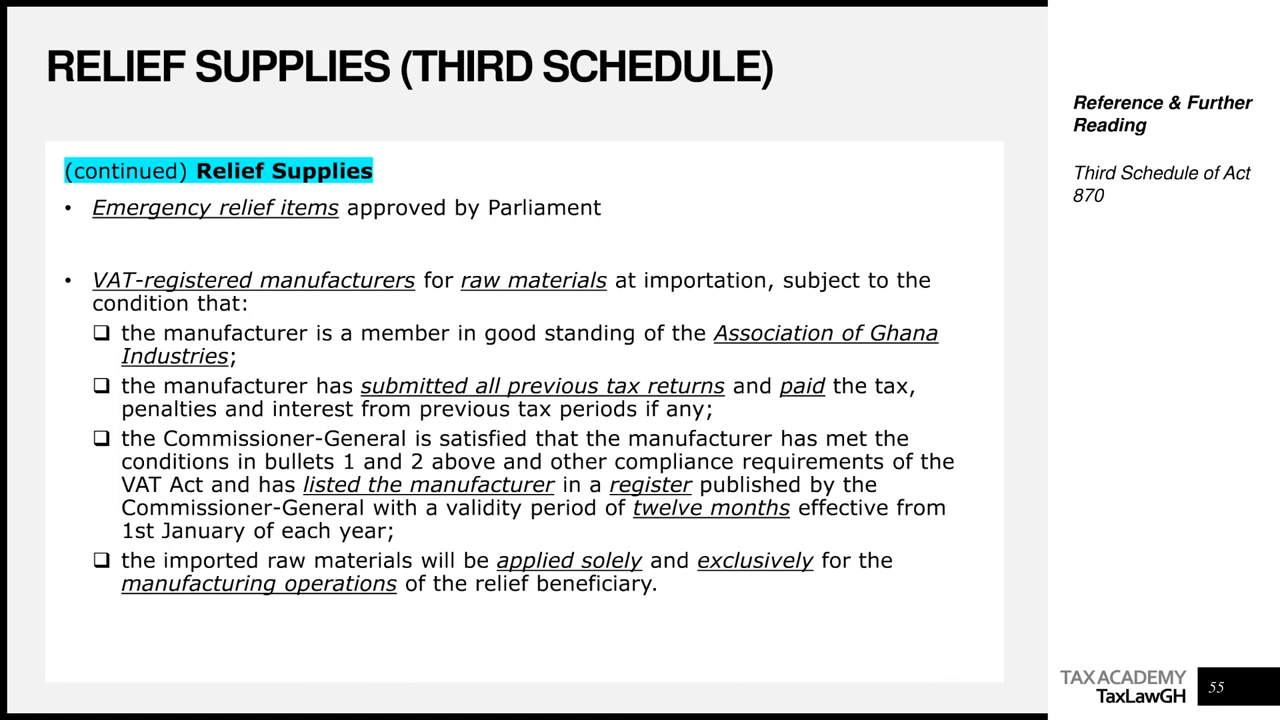 RELIEF SUPPLIES (THIRD SCHEDULE)
(continued) Relief Supplies
• Emergency relief items approved by Parliament
• VAT-registered manufacturers for raw materials at importation, subject to the
condition that:
❑ the manufacturer is a member in good standing of the Association of Ghana
Industries;
❑ the manufacturer has submitted all previous tax returns and paid the tax,
penalties and interest from previous tax periods if any;
❑ the Commissioner-General is satisfied that the manufacturer has met the
conditions in bullets 1 and 2 above and other compliance requirements of the
VAT Act and has listed the manufacturer in a register published by the
Commissioner-General with a validity period of twelve months effective from
1st January of each year;
❑ the imported raw materials will be applied solely and exclusively for the
manufacturing operations of the relief beneficiary.
Reference & Further
Reading
Third Schedule of Act
870
TAX ACADEMY
TaxLawGH
55